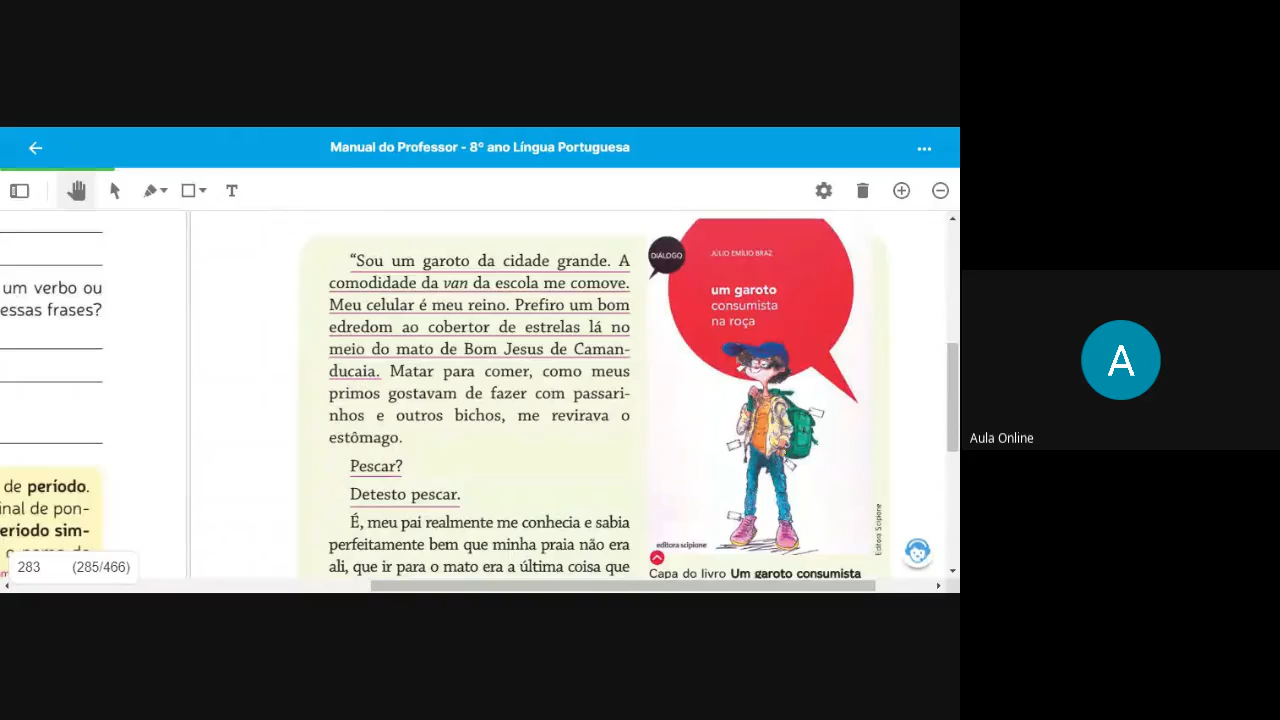 Manual do Professor - 8º ano Língua Portuguesa
T
um verbo ou
essas frases?
de período.
inal de pon-
eríodo sim-
283 (285/466)
“Sou um garoto da cidade grande. A
comodidade da van da escola me comove.
Meu celular é meu reino. Prefiro um bom
edredom ao cobertor de estrelas lá no
meio do mato de Bom Jesus de Caman-
ducaia. Matar para comer, como meus
primos gostavam de fazer com passari-
nhos e outros bichos, me revirava o
estômago.
Pescar?
Detesto pescar.
É, meu pai realmente me conhecia e sabia
perfeitamente bem que minha praia não era
ali, que ir para o mato era a última coisa que
DIÁLOGO
JÚLIO EMÍLIO BRAZ
um garoto
consumista
na roça
editora scipione
Editora Scipione
Capa do livro Um garoto consumista
A
Aula Online